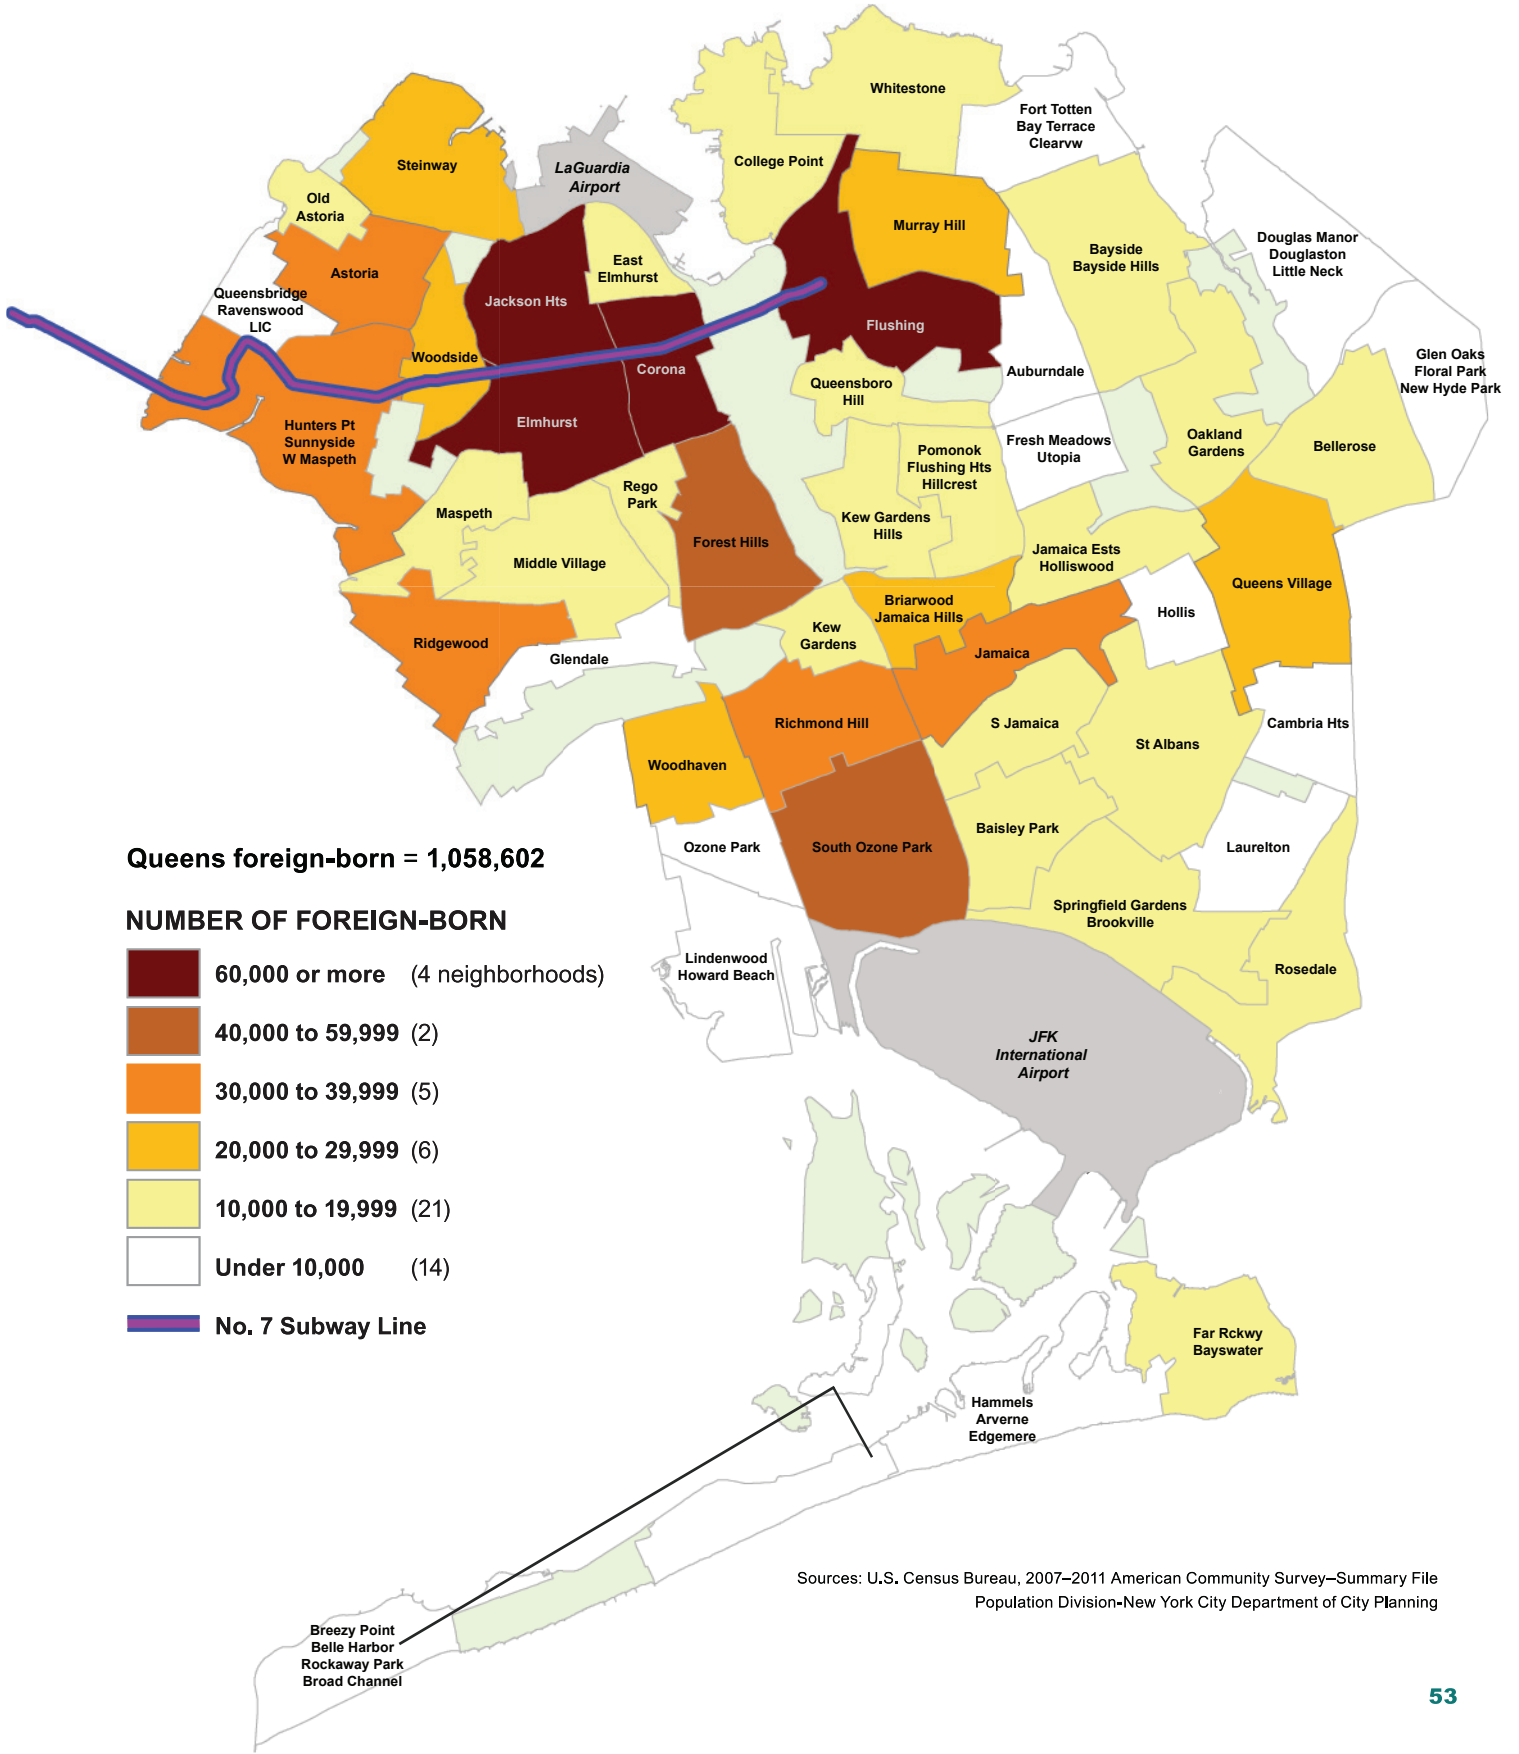 Whitestone
Fort Totten
Bay Terrace
Clearvw
Steinway
LaGuardia
Airport
College Point
Old
Astoria
Murray Hill
Douglas Manor
Douglaston
Little Neck
Bayside
Bayside Hills
Astoria
East
Elmhurst
Queensbridge
Ravenswood
LIC
Jackson Hts
Flushing
Woodside
Corona
Auburndale
Glen Oaks
Floral Park
New Hyde Park
Queensboro
Hill
Hunters Pt
Sunnyside
W Maspeth
Elmhurst
Fresh Meadows
Utopia
Oakland
Gardens
Bellerose
Pomonok
Flushing Hts
Hillcrest
Rego
Park
Maspeth
Kew Gardens
Hills
Forest Hills
Middle Village
Jamaica Ests
Holliswood
Queens Village
Briarwood
Jamaica Hills
Hollis
Kew
Gardens
Ridgewood
Glendale
Jamaica
Richmond Hill
S Jamaica
Cambria Hts
St Albans
Woodhaven
Baisley Park
Ozone Park
South Ozone Park
Laurelton
Springfield Gardens
Brookville
Lindenwood
Howard Beach
Rosedale
JFK
International
Airport
Far Rckwy
Bayswater
Hammels
Arverne
Edgemere
Breezy Point
Belle Harbor
Rockaway Park
Broad Channel
Queens foreign-born = 1,058,602
NUMBER OF FOREIGN-BORN
60,000 or more (4 neighborhoods)
40,000 to 59,999 (2)
30,000 to 39,999 (5)
20,000 to 29,999 (6)
10,000 to 19,999 (21)
Under 10,000 (14)
No. 7 Subway Line
Sources: U.S. Census Bureau, 2007–2011 American Community Survey–Summary File
Population Division-New York City Department of City Planning
53